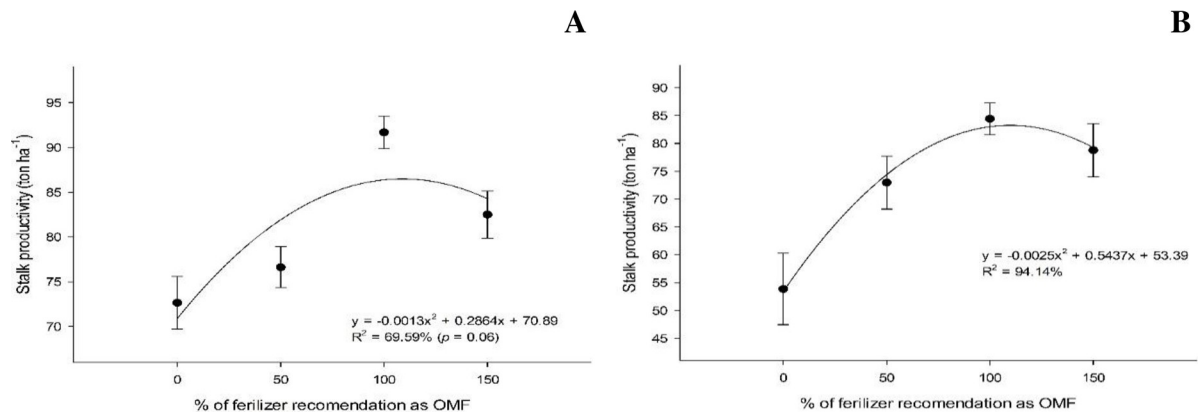 A
Stalk productivity (ton ha⁻¹)
95
90
85
80
75
70
0
50
100
150
y = -0.0013x² + 0.2864x + 70.89
R² = 69.59% (p = 0.06)
% of ferilizer recomendation as OMF
B
Stalk productivity (ton ha⁻¹)
90
85
80
75
70
65
60
55
50
45
0
50
100
150
y = -0.0025x² + 0.5437x + 53.39
R² = 94.14%
% of ferilizer recomendation as OMF